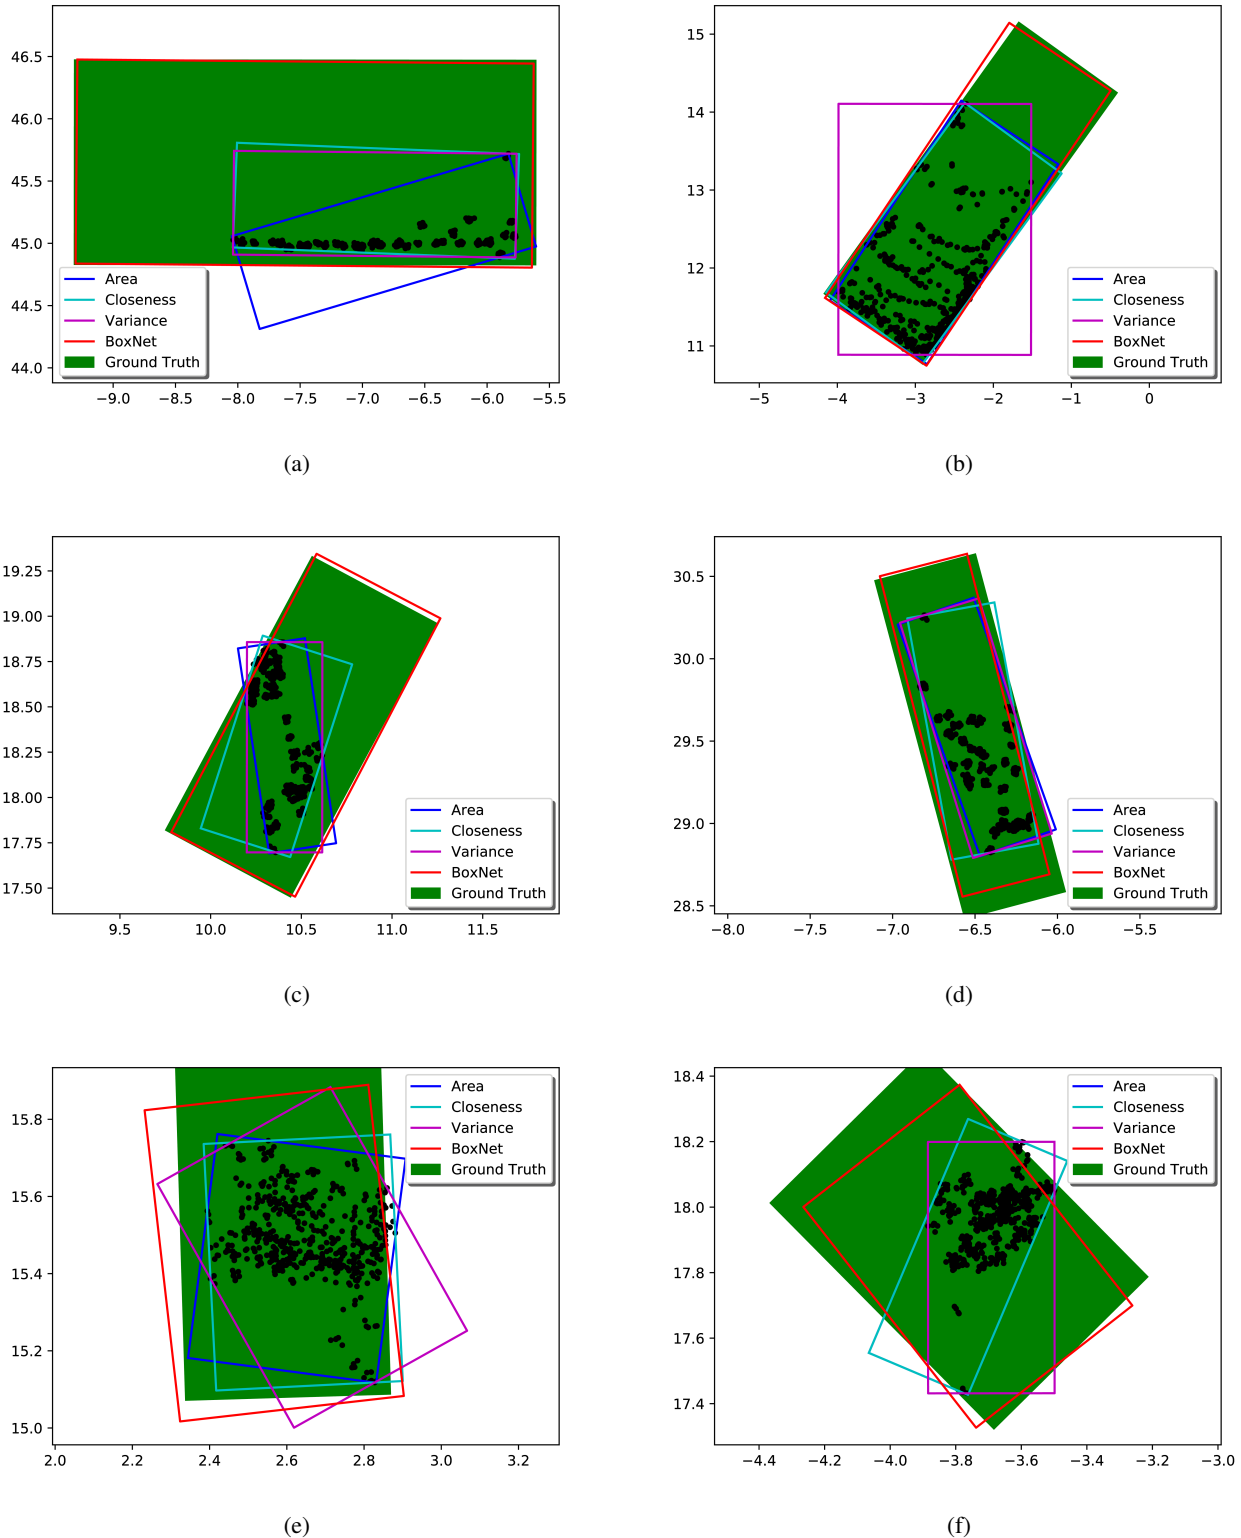 46.5
46.0
45.5
45.0
44.5
44.0
Area
Closeness
Variance
BoxNet
Ground Truth
−9.0 −8.5 −8.0 −7.5 −7.0 −6.5 −6.0 −5.5
(a)
15
14
13
12
11
Area
Closeness
Variance
BoxNet
Ground Truth
−5 −4 −3 −2 −1 0
(b)
19.25
19.00
18.75
18.50
18.25
18.00
17.75
17.50
Area
Closeness
Variance
BoxNet
Ground Truth
9.5 10.0 10.5 11.0 11.5
(c)
30.5
30.0
29.5
29.0
28.5
Area
Closeness
Variance
BoxNet
Ground Truth
−8.0 −7.5 −7.0 −6.5 −6.0 −5.5
(d)
15.8
15.6
15.4
15.2
15.0
Area
Closeness
Variance
BoxNet
Ground Truth
2.0 2.2 2.4 2.6 2.8 3.0 3.2
(e)
18.4
18.2
18.0
17.8
17.6
17.4
Area
Closeness
Variance
BoxNet
Ground Truth
−4.4 −4.2 −4.0 −3.8 −3.6 −3.4 −3.2 −3.0
(f)